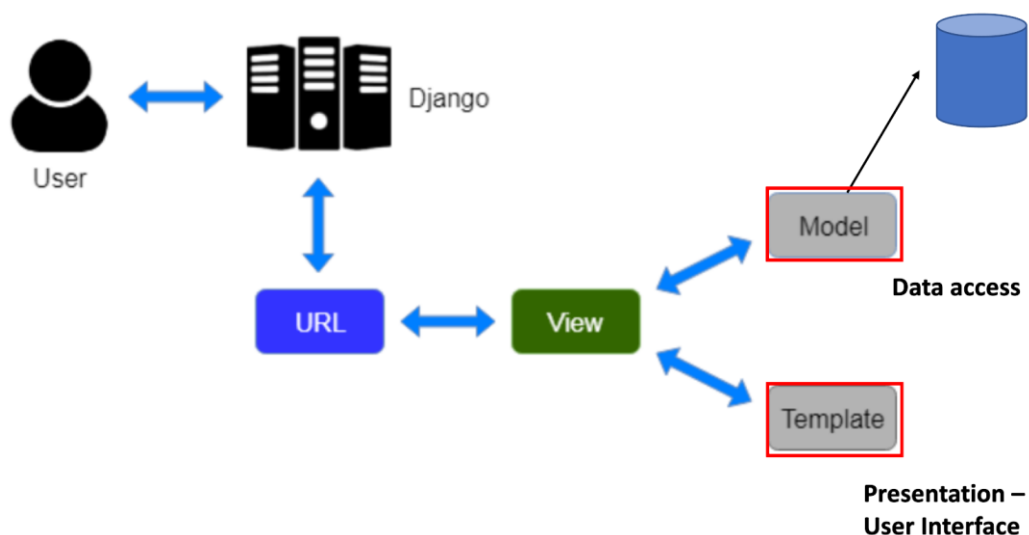 Django
User
Model
Data access
URL
View
Template
Presentation –
User Interface